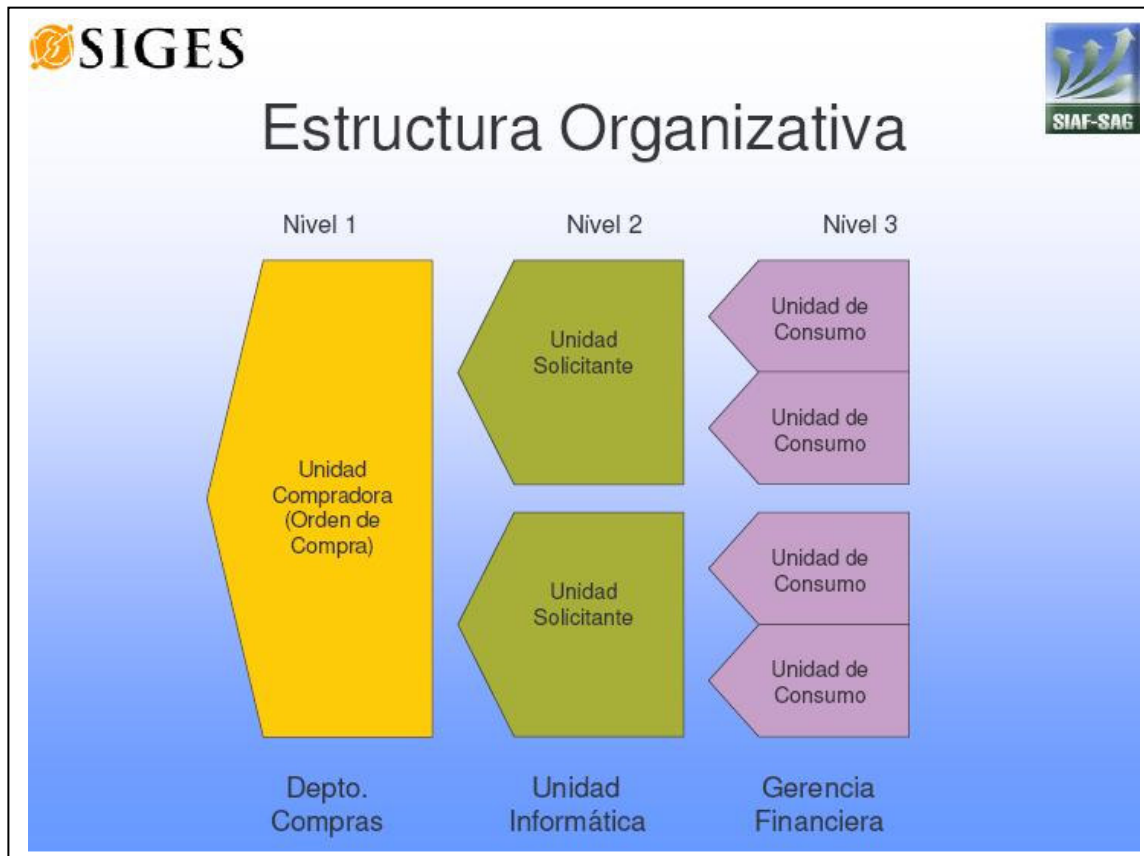 SIGES
SIAF-SAG
Estructura Organizativa
Nivel 1
Nivel 2
Nivel 3
Unidad
Compradora
(Orden de
Compra)
Unidad
Solicitante
Unidad
Solicitante
Unidad de
Consumo
Unidad de
Consumo
Unidad de
Consumo
Unidad de
Consumo
Depto.
Compras
Unidad
Informática
Gerencia
Financiera